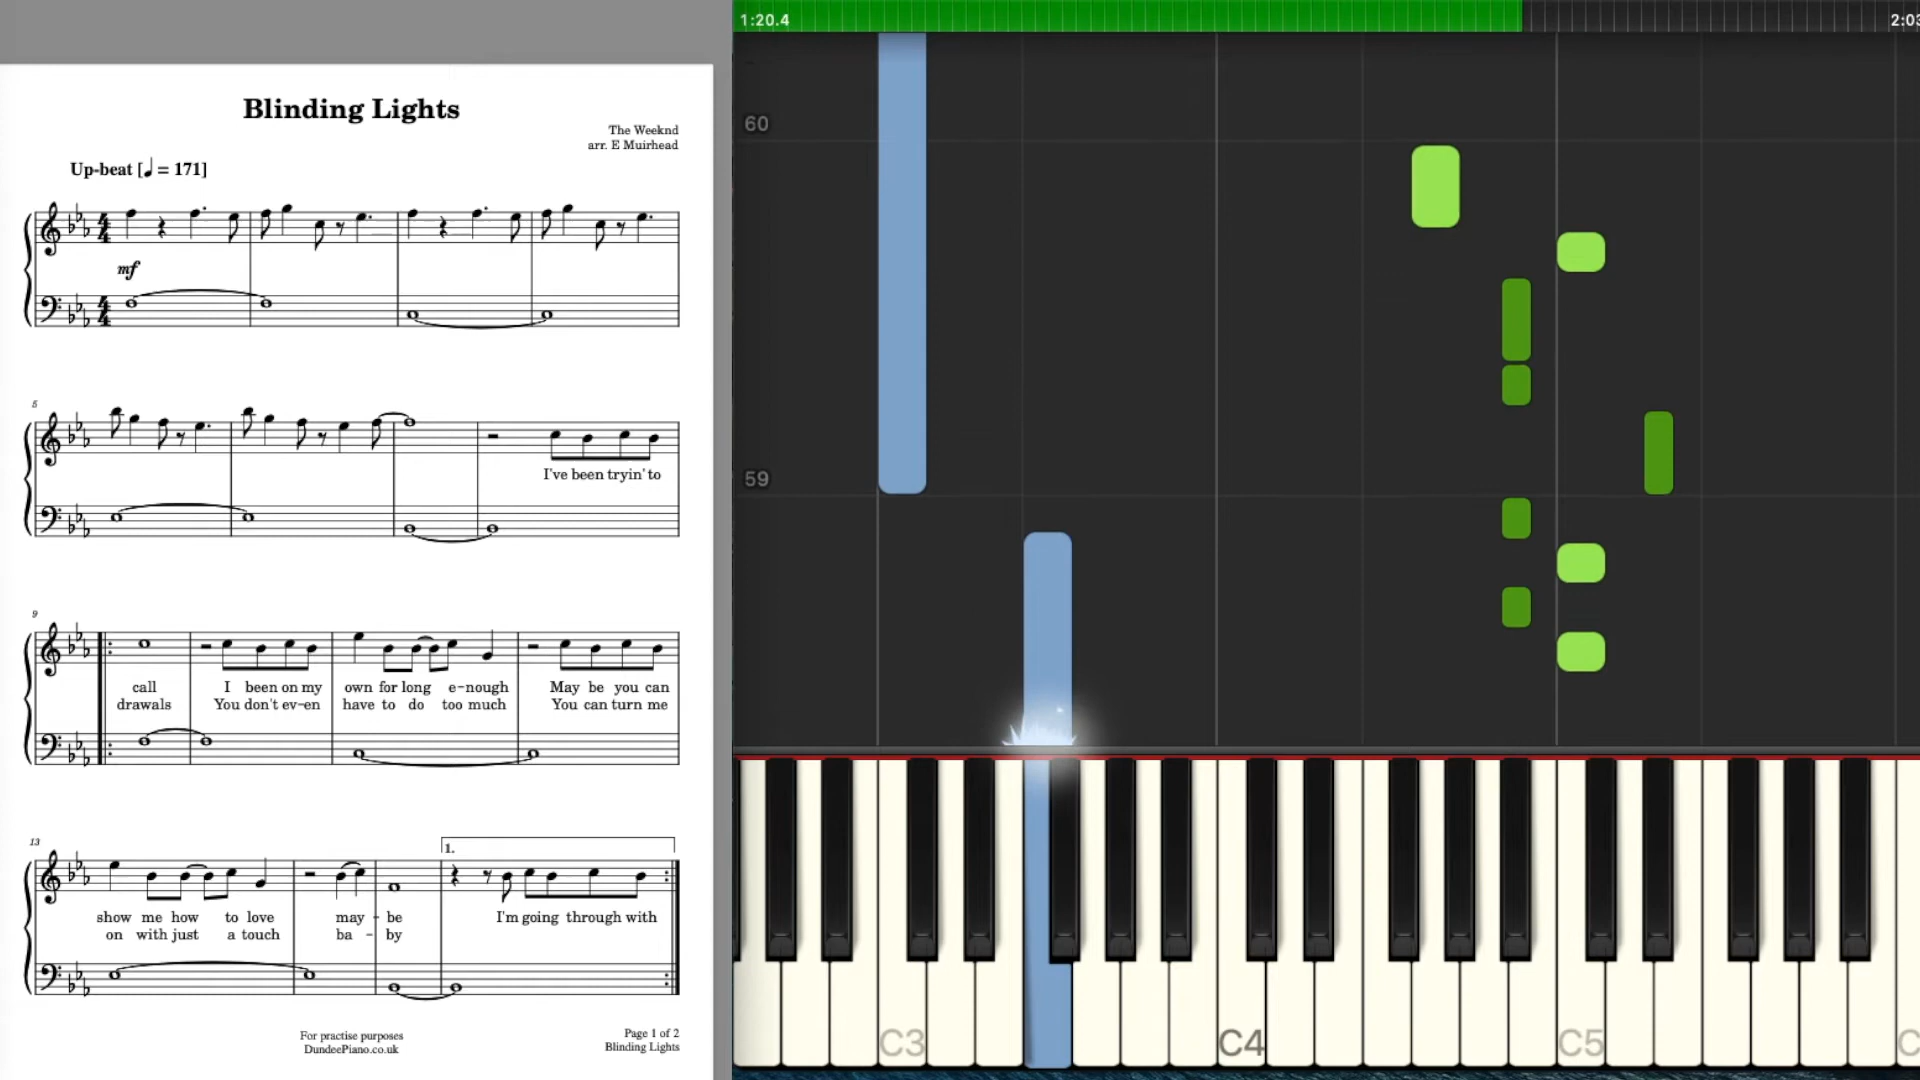 Blinding Lights
The Weeknd
arr. E Muirhead
Up-beat [♩ = 171]
mf
5
I've been tryin' to
9
call I been on my own for long e-nough May be you can
drawals You don't ev-en have to do too much You can turn me
13
1.
show me how to love may - be I'm going through with
on with just a touch ba - by
For practise purposes
DundeePiano.co.uk
Page 1 of 2
Blinding Lights
1:20.4
2:03
60
59
C3
C4
C5
C